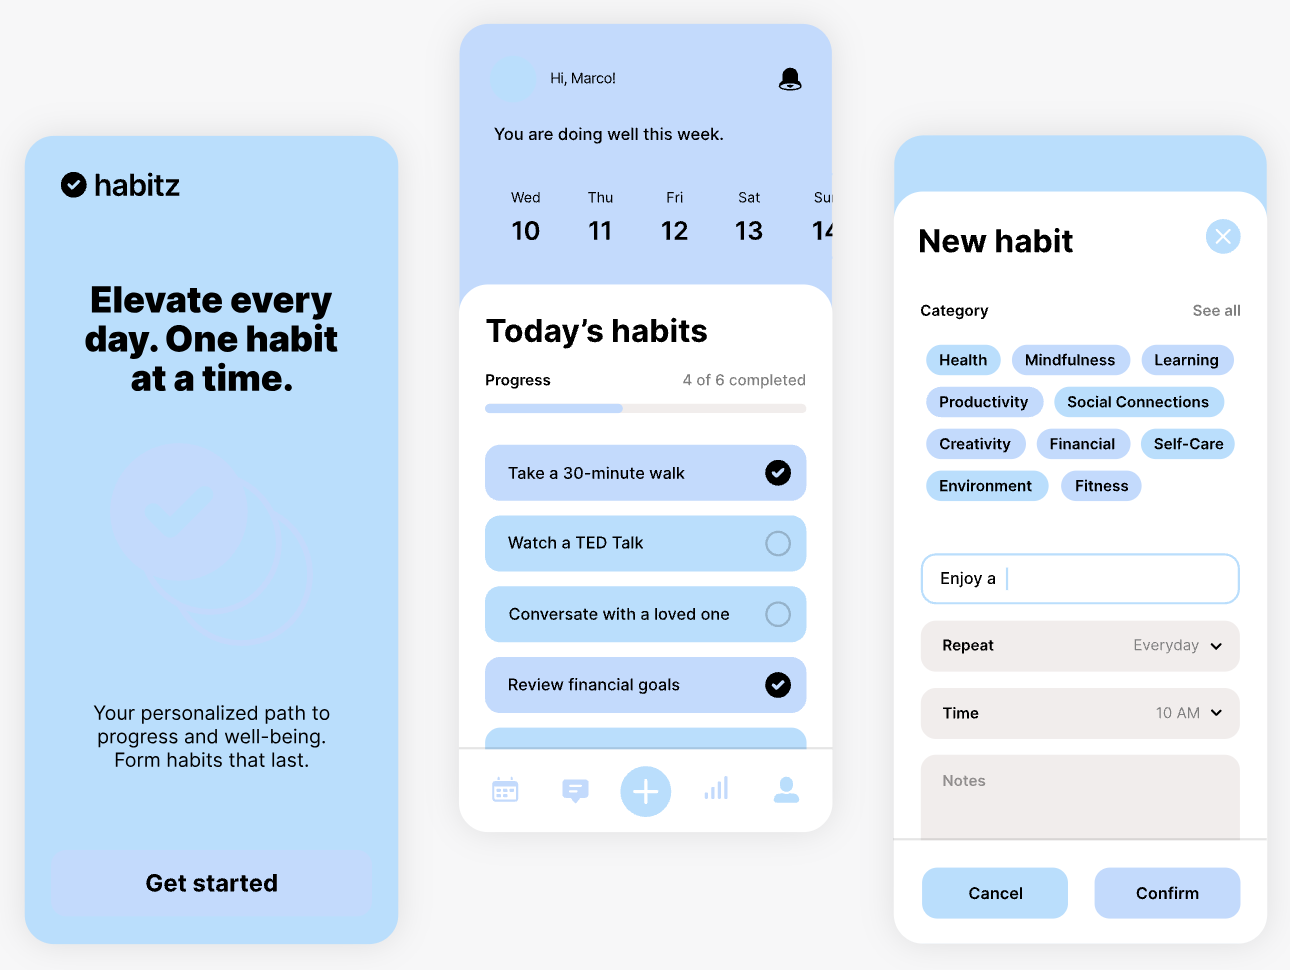 habitz
Elevate every
day. One habit
at a time.
Your personalized path to
progress and well-being.
Form habits that last.
Get started
Hi, Marco!
You are doing well this week.
Wed Thu Fri Sat Sun
10 11 12 13 14
Today’s habits
Progress 4 of 6 completed
Take a 30-minute walk
Watch a TED Talk
Conversate with a loved one
Review financial goals
New habit
Category See all
Health Mindfulness Learning
Productivity Social Connections
Creativity Financial Self-Care
Environment Fitness
Enjoy a
Repeat Everyday
Time 10 AM
Notes
Cancel Confirm